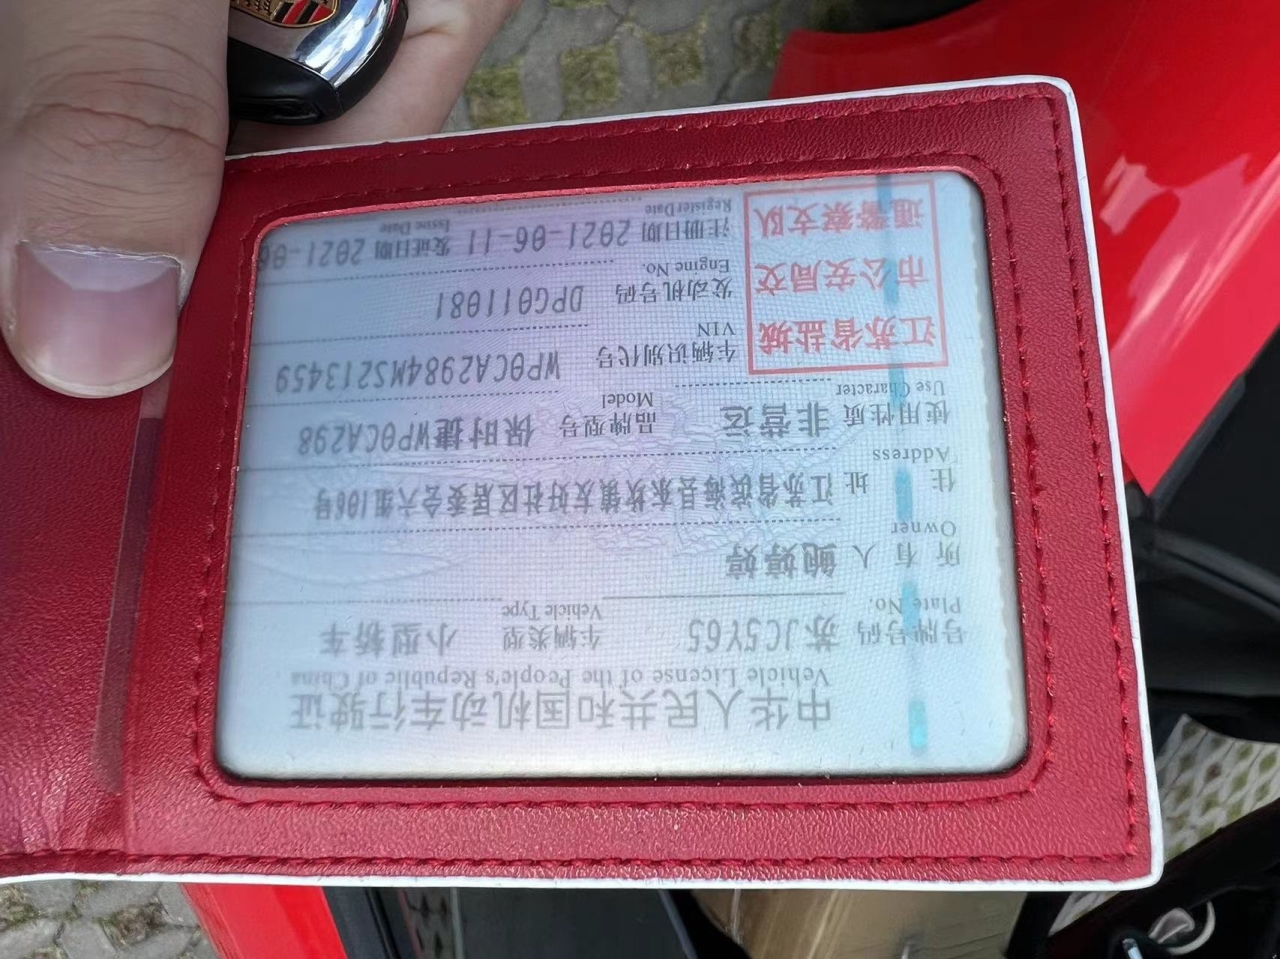 中华人民共和国机动车行驶证
Vehicle License of the People's Republic of China
号牌号码 苏JC5Y65 车辆类型 小型轿车
Plate No. Vehicle Type
所有人 鲍婷婷
Owner
住址 江苏省滨海县东坎镇友好社区居委会六组106号
Address
使用性质 非营运 品牌型号 保时捷WP0CA298
Use Character Model
江苏省盐城
市公安局交
通警察支队
车辆识别代号 WP0CA2984MS213459
VIN
发动机号码 DPG011081
Engine No.
注册日期 2021-06-11 发证日期 2021-06
Register Date Issue Date